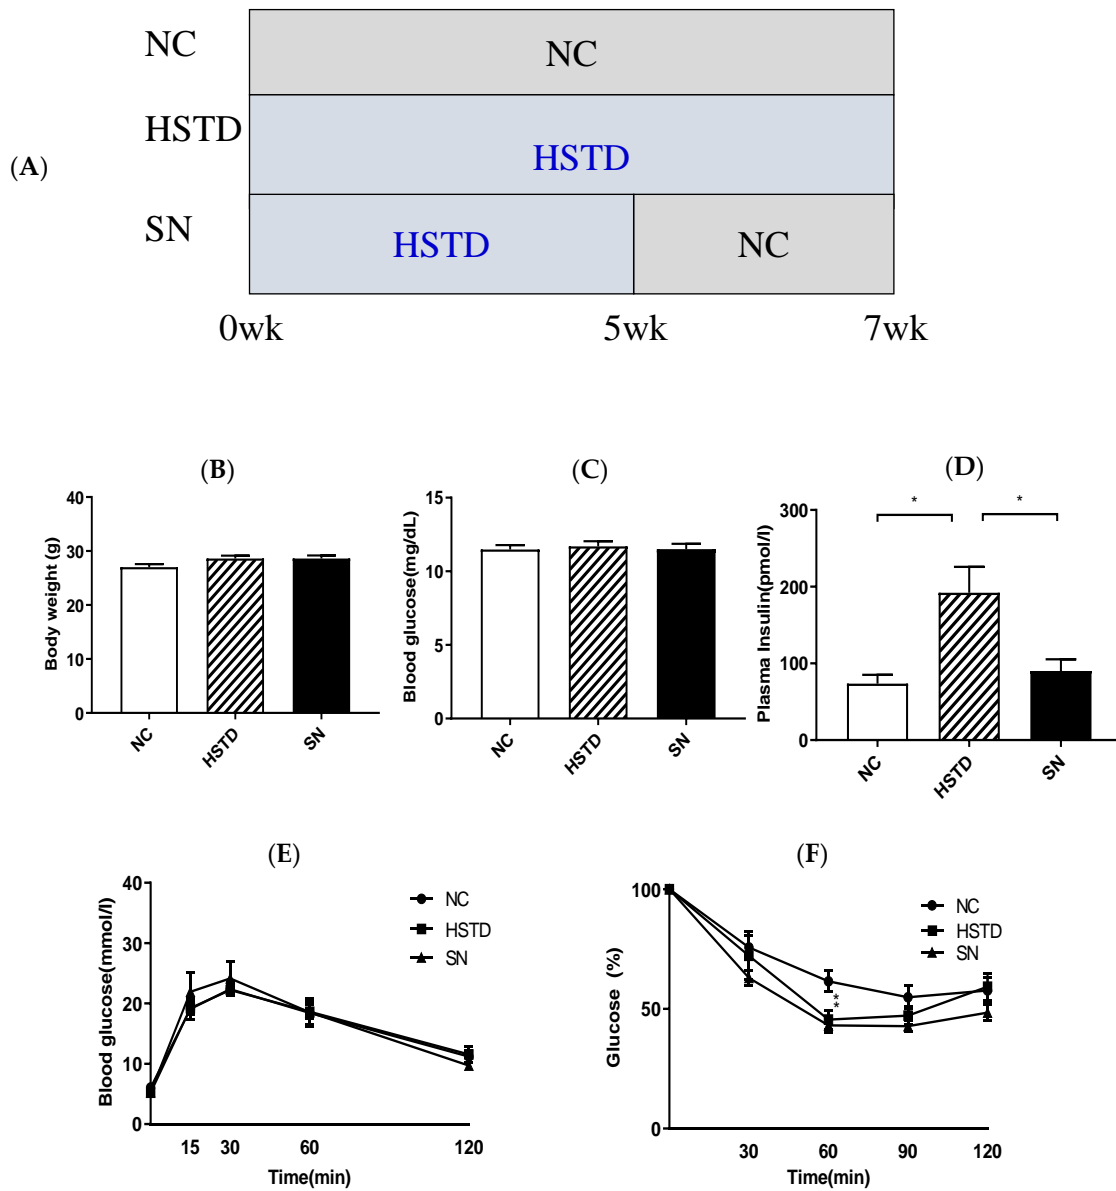 NC
NC
HSTD
(A)
HSTD
SN
HSTD
NC
0wk
5wk
7wk
(B)
(C)
(D)
40
30
20
10
0
Body weight (g)
NC
HSTD
SN
15
10
5
0
Blood glucose(mg/dL)
NC
HSTD
SN
300
200
100
0
Plasma Insulin(pmol/l)
*
*
NC
HSTD
SN
(E)
(F)
40
30
20
10
0
Blood glucose(mmol/l)
NC
HSTD
SN
15
30
60
120
Time(min)
100
50
0
Glucose (%)
NC
HSTD
SN
**
30
60
90
120
Time(min)